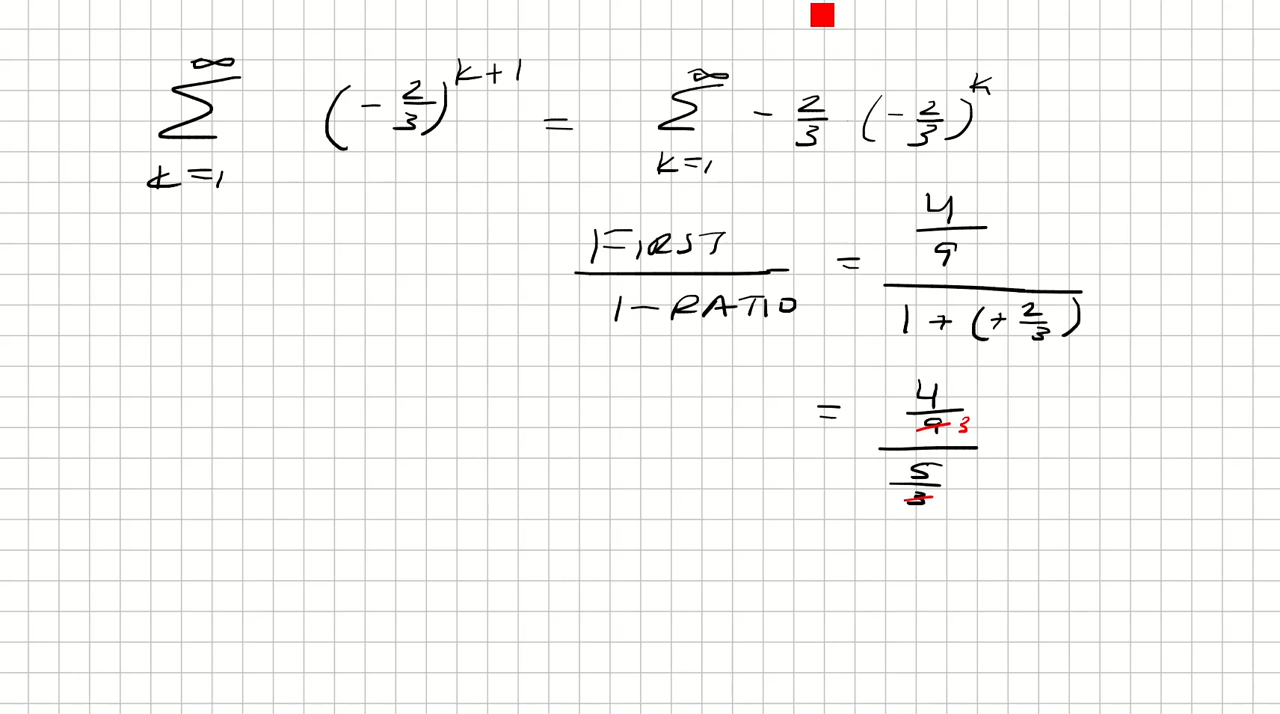 ∞ ∑ k=1 (-2/3)^(k+1) = ∞ ∑ k=1 -2/3 (-2/3)^k
FIRST / 1-RATIO = 4/9 / 1+(+2/3)
= 4/9 3 / 5/3